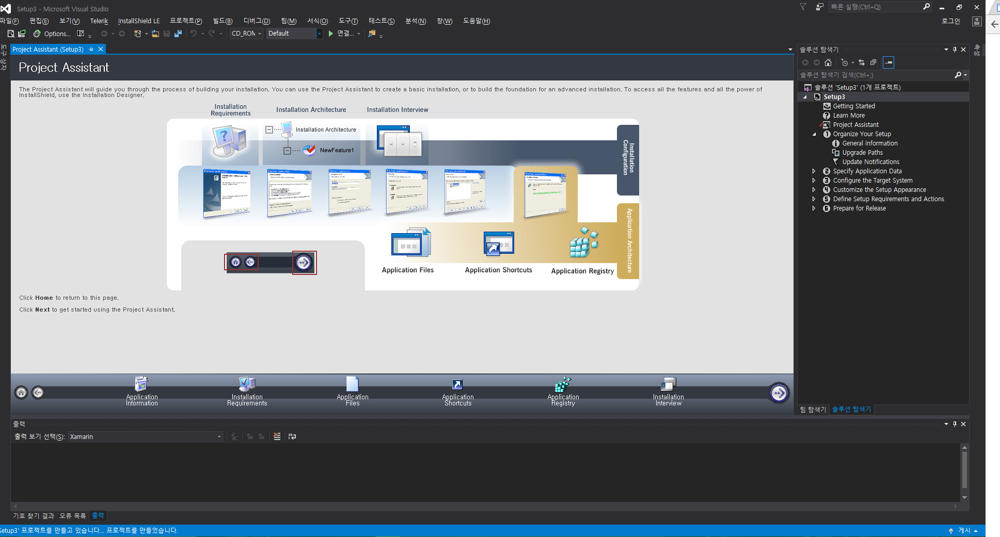 Setup3 - Microsoft Visual Studio
빠른 실행(Ctrl+Q)
파일(F) 편집(E) 보기(V) Telerik InstallShield LE 프로젝트(P) 빌드(B) 디버그(D) 팀(M) 서식(O) 도구(T) 테스트(S) 분석(N) 창(W) 도움말(H)
로그인
Options... CD_ROM Default 연결...
도구 상자
Project Assistant (Setup3)
Project Assistant
The Project Assistant will guide you through the process of building your installation. You can use the Project Assistant to create a basic installation, or to build the foundation for an advanced installation. To access all the features and all the power of
InstallShield, use the Installation Designer.
Installation
Requirements
Installation Architecture
Installation Interview
Installation Architecture
NewFeature1
Installation
Configuration
Application Architecture
Application Files
Application Shortcuts
Application Registry
Click Home to return to this page.
Click Next to get started using the Project Assistant.
Application
Information
Installation
Requirements
Application
Files
Application
Shortcuts
Application
Registry
Installation
Interview
솔루션 탐색기
솔루션 탐색기 검색(Ctrl+;)
솔루션 'Setup3' (1개 프로젝트)
Setup3
Getting Started
Learn More
Project Assistant
1 Organize Your Setup
General Information
Upgrade Paths
Update Notifications
2 Specify Application Data
3 Configure the Target System
4 Customize the Setup Appearance
5 Define Setup Requirements and Actions
6 Prepare for Release
팀 탐색기 솔루션 탐색기
속성
출력
출력 보기 선택(S): Xamarin
기호 찾기 결과 오류 목록 출력
Setup3' 프로젝트를 만들고 있습니다... 프로젝트를 만들었습니다.
게시